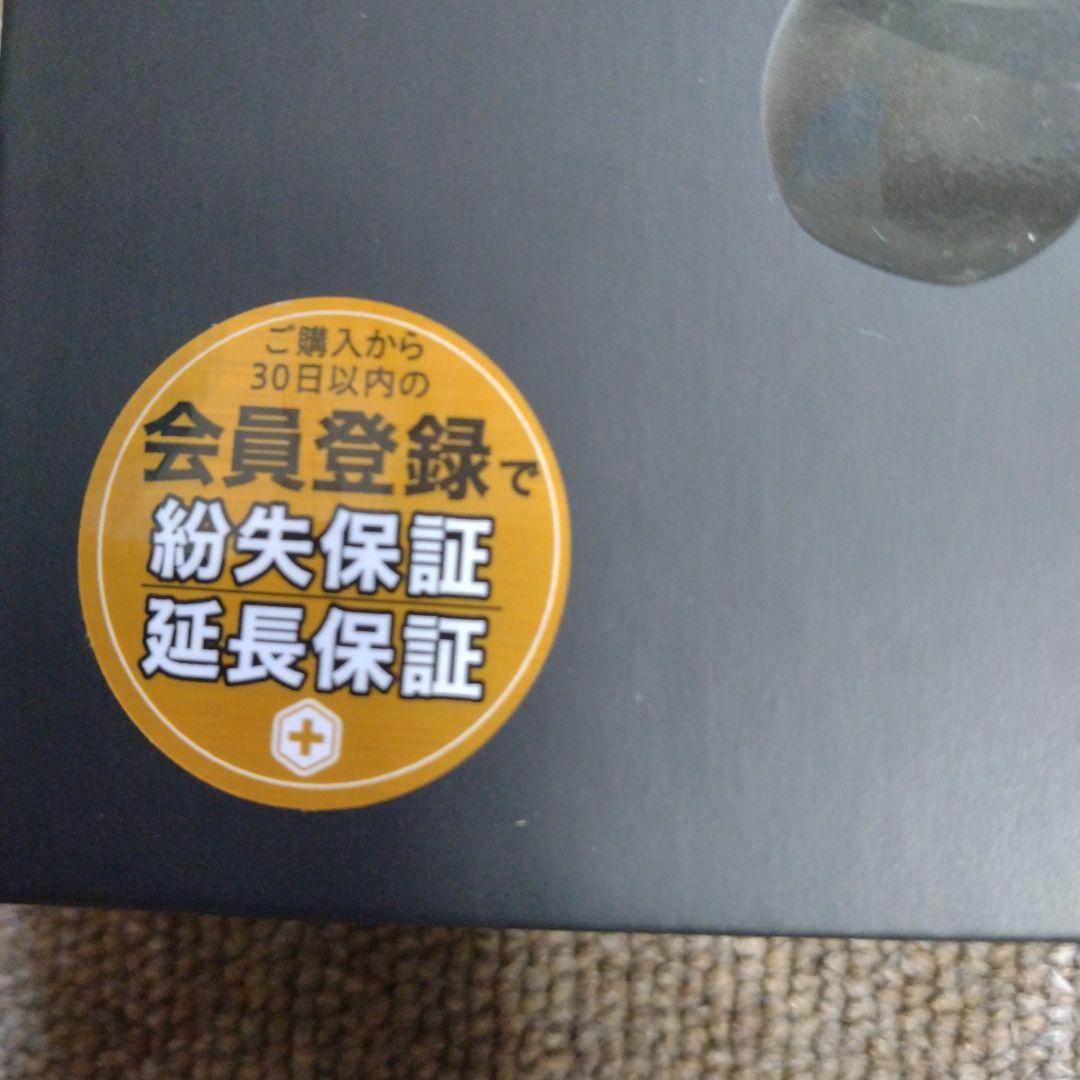 ご購入から
30日以内の
会員登録で
紛失保証
延長保証